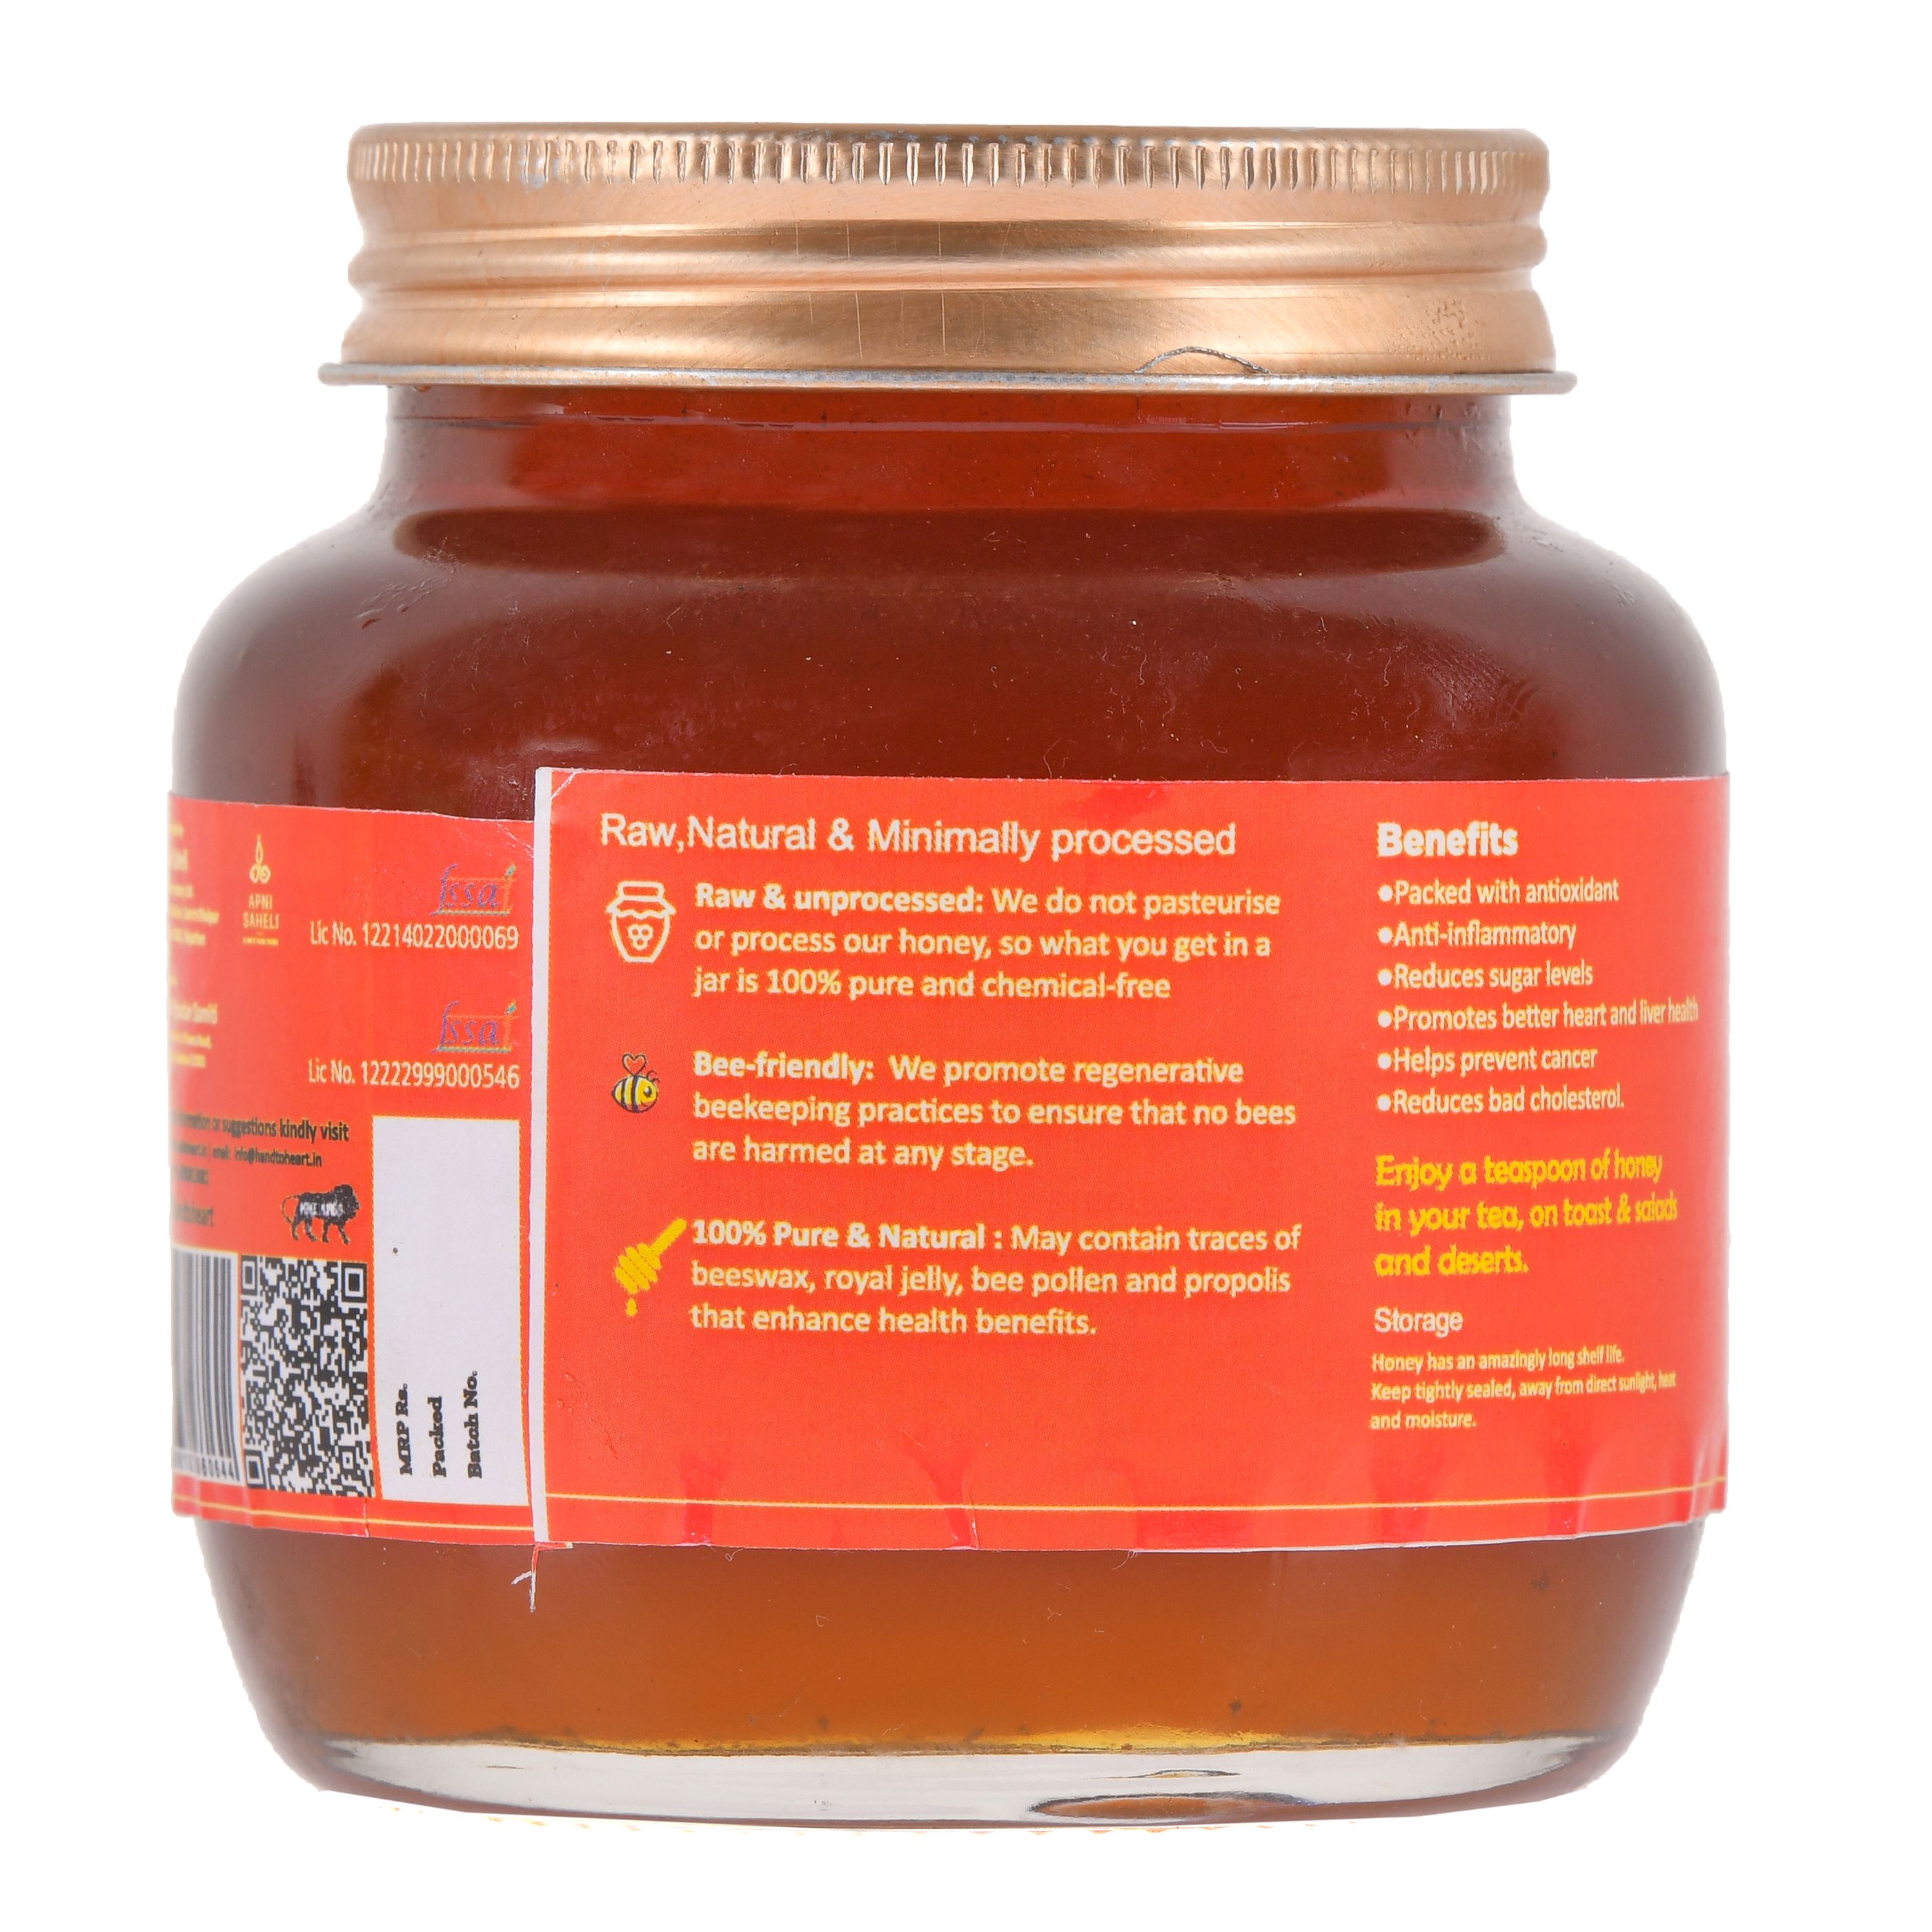 APNI
SAHELI
fssai
Lic No. 12214022000069
fssai
Lic No. 12222999000546
suggestions kindly visit
email: info@handtoheart.in
MRP Rs.
Packed
Batch No.
Raw,Natural & Minimally processed
Raw & unprocessed: We do not pasteurise
or process our honey, so what you get in a
jar is 100% pure and chemical-free
Bee-friendly: We promote regenerative
beekeeping practices to ensure that no bees
are harmed at any stage.
100% Pure & Natural : May contain traces of
beeswax, royal jelly, bee pollen and propolis
that enhance health benefits.
Benefits
●Packed with antioxidant
●Anti-inflammatory
●Reduces sugar levels
●Promotes better heart and liver health
●Helps prevent cancer
●Reduces bad cholesterol.
Enjoy a teaspoon of honey
in your tea, on toast & salads
and deserts.
Storage
Honey has an amazingly long shelf life.
Keep tightly sealed, away from direct sunlight, heat
and moisture.